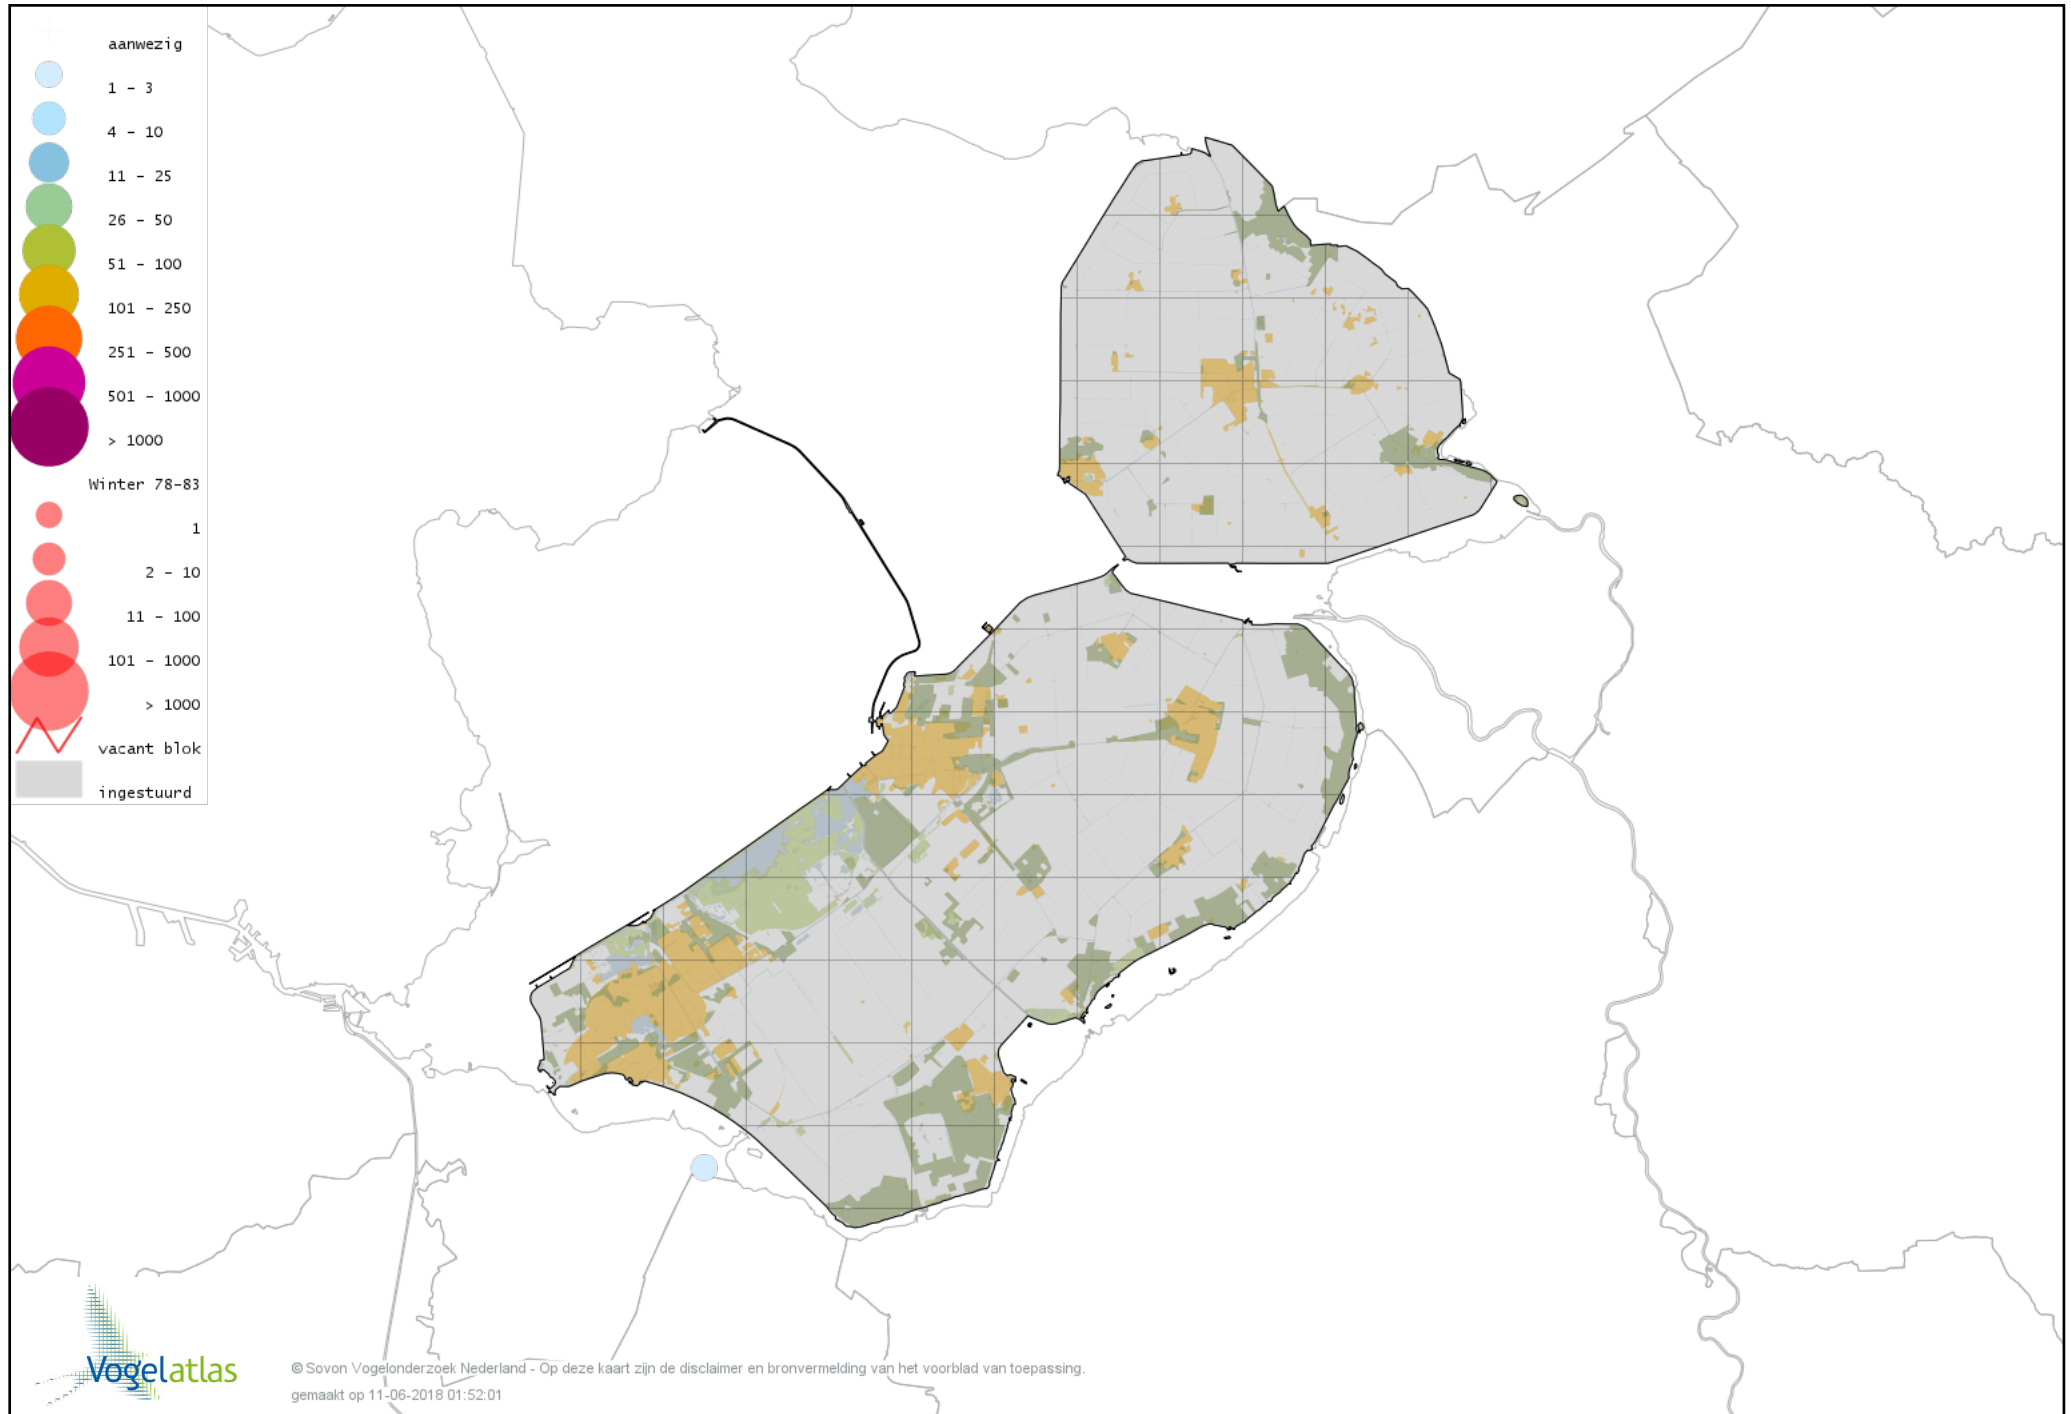 aanwezig
1 - 3
4 - 10
11 - 25
26 - 50
51 - 100
101 - 250
251 - 500
501 - 1000
> 1000
Winter 78-83
1
2 - 10
11 - 100
101 - 1000
> 1000
vacant blok
ingestuurd
Vogelatlas
© Sovon Vogelonderzoek Nederland - Op deze kaart zijn de disclaimer en bronvermelding van het voorblad van toepassing.
gemaakt op 11-06-2018 01:52:01